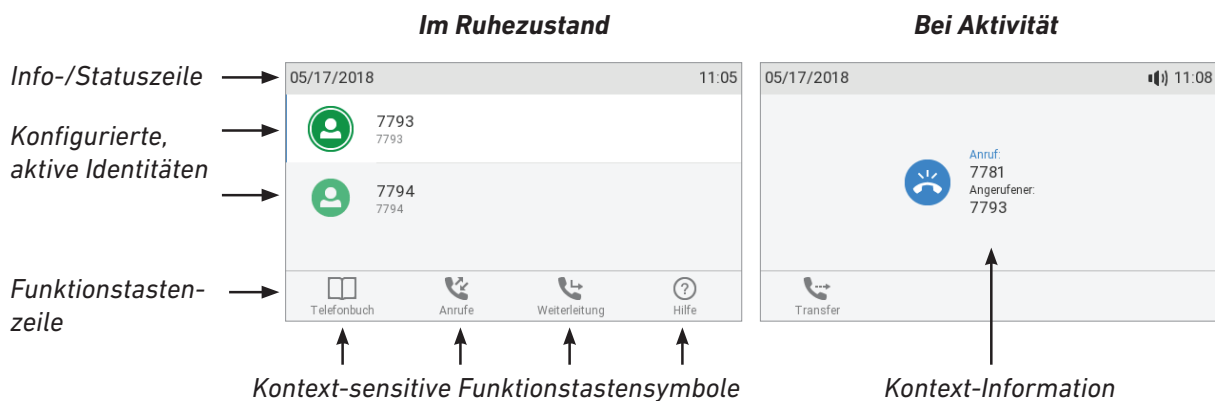 Im Ruhezustand
Bei Aktivität
Info-/Statuszeile
05/17/2018 11:05
05/17/2018 11:08
Konfigurierte,
aktive Identitäten
7793
7793
7794
7794
Anruf:
7781
Angerufener:
7793
Funktionstasten-
zeile
Telefonbuch Anrufe Weiterleitung Hilfe
Transfer
Kontext-sensitive Funktionstastensymbole
Kontext-Information